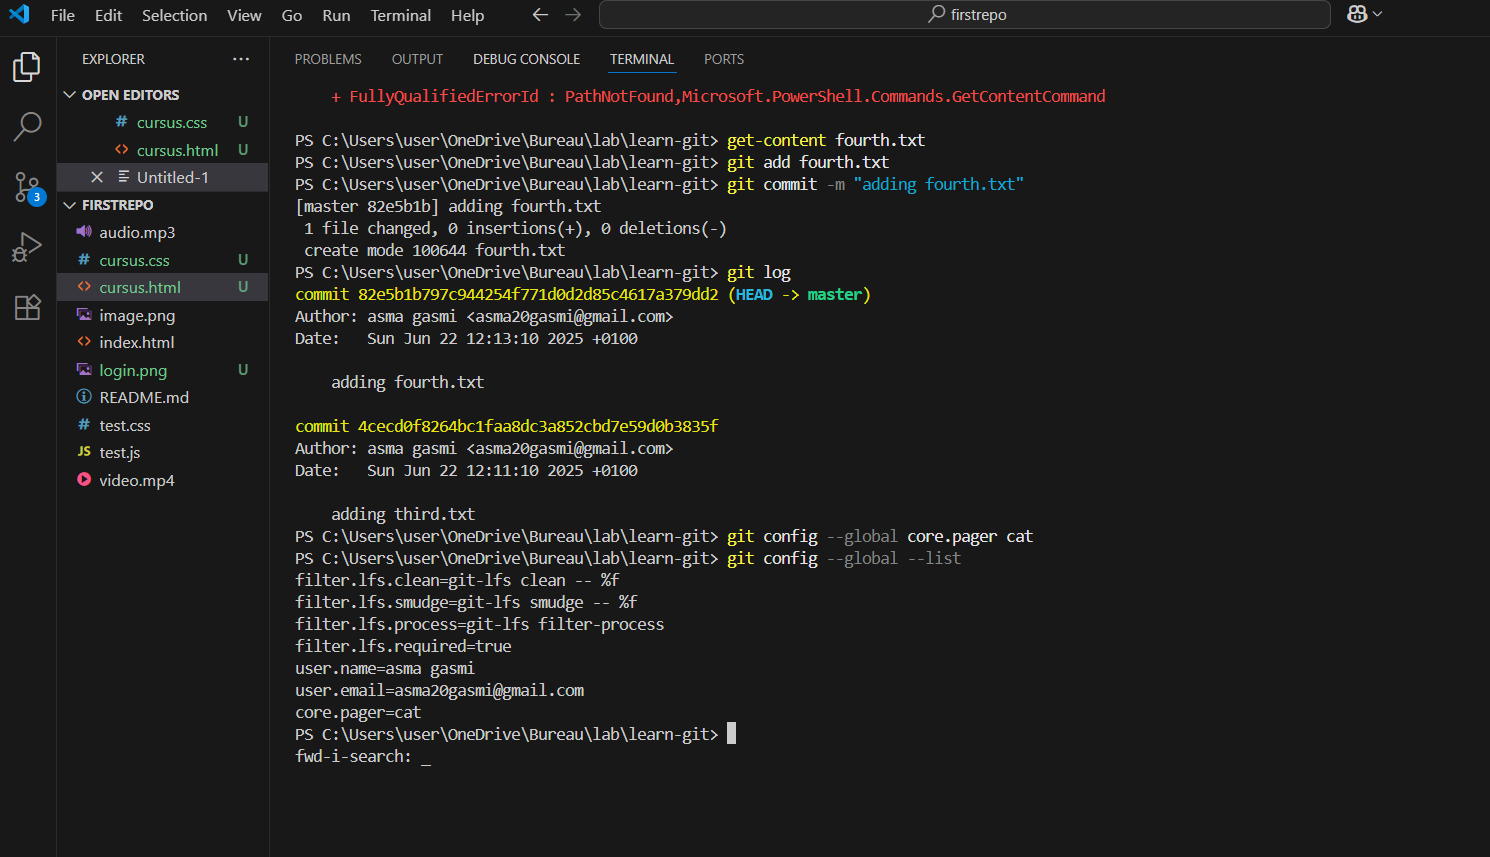 File Edit Selection View Go Run Terminal Help
firstrepo
EXPLORER
OPEN EDITORS
# cursus.css U
<> cursus.html U
Untitled-1
3
FIRSTREPO
audio.mp3
# cursus.css U
<> cursus.html U
image.png
<> index.html
login.png U
README.md
# test.css
JS test.js
video.mp4
PROBLEMS OUTPUT DEBUG CONSOLE TERMINAL PORTS
+ FullyQualifiedErrorId : PathNotFound,Microsoft.PowerShell.Commands.GetContentCommand
PS C:\Users\user\OneDrive\Bureau\lab\learn-git> get-content fourth.txt
PS C:\Users\user\OneDrive\Bureau\lab\learn-git> git add fourth.txt
PS C:\Users\user\OneDrive\Bureau\lab\learn-git> git commit -m "adding fourth.txt"
[master 82e5b1b] adding fourth.txt
1 file changed, 0 insertions(+), 0 deletions(-)
create mode 100644 fourth.txt
PS C:\Users\user\OneDrive\Bureau\lab\learn-git> git log
commit 82e5b1b797c944254f771d0d2d85c4617a379dd2 (HEAD -> master)
Author: asma gasmi <asma20gasmi@gmail.com>
Date:   Sun Jun 22 12:13:10 2025 +0100
adding fourth.txt
commit 4cecd0f8264bc1faa8dc3a852cbd7e59d0b3835f
Author: asma gasmi <asma20gasmi@gmail.com>
Date:   Sun Jun 22 12:11:10 2025 +0100
adding third.txt
PS C:\Users\user\OneDrive\Bureau\lab\learn-git> git config --global core.pager cat
PS C:\Users\user\OneDrive\Bureau\lab\learn-git> git config --global --list
filter.lfs.clean=git-lfs clean -- %f
filter.lfs.smudge=git-lfs smudge -- %f
filter.lfs.process=git-lfs filter-process
filter.lfs.required=true
user.name=asma gasmi
user.email=asma20gasmi@gmail.com
core.pager=cat
PS C:\Users\user\OneDrive\Bureau\lab\learn-git>
fwd-i-search: _